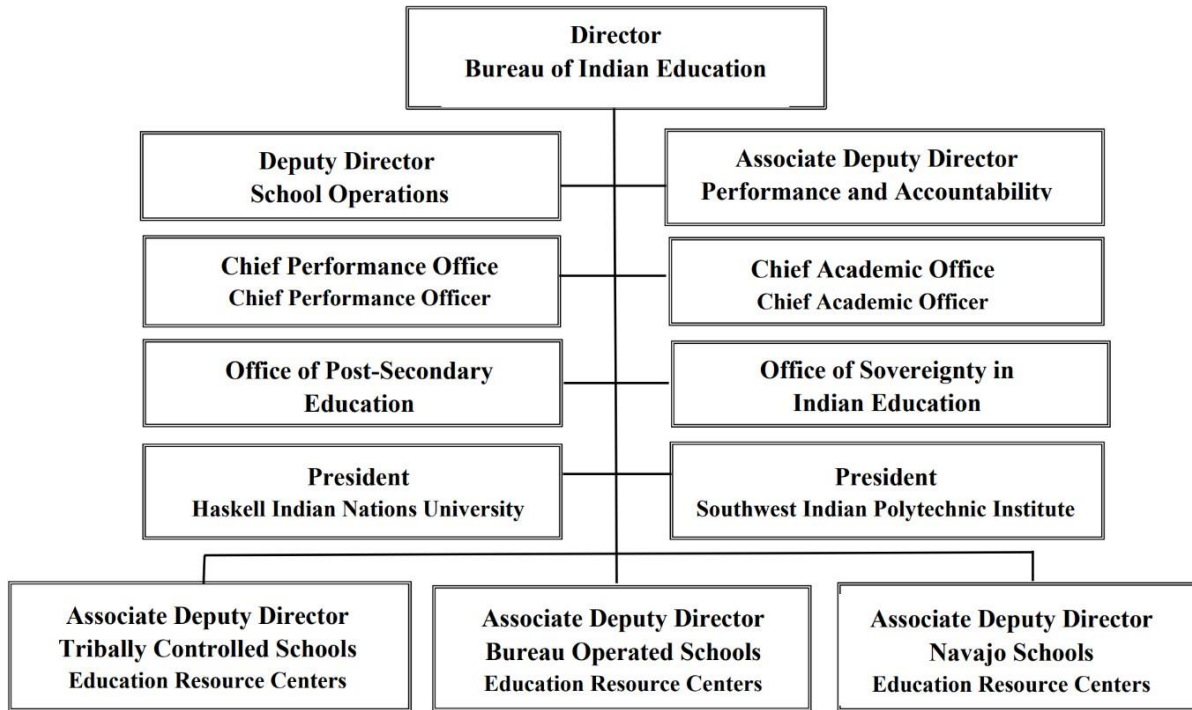 Director
Bureau of Indian Education
Deputy Director
School Operations
Associate Deputy Director
Performance and Accountability
Chief Performance Office
Chief Performance Officer
Chief Academic Office
Chief Academic Officer
Office of Post-Secondary
Education
Office of Sovereignty in
Indian Education
President
Haskell Indian Nations University
President
Southwest Indian Polytechnic Institute
Associate Deputy Director
Tribally Controlled Schools
Education Resource Centers
Associate Deputy Director
Bureau Operated Schools
Education Resource Centers
Associate Deputy Director
Navajo Schools
Education Resource Centers